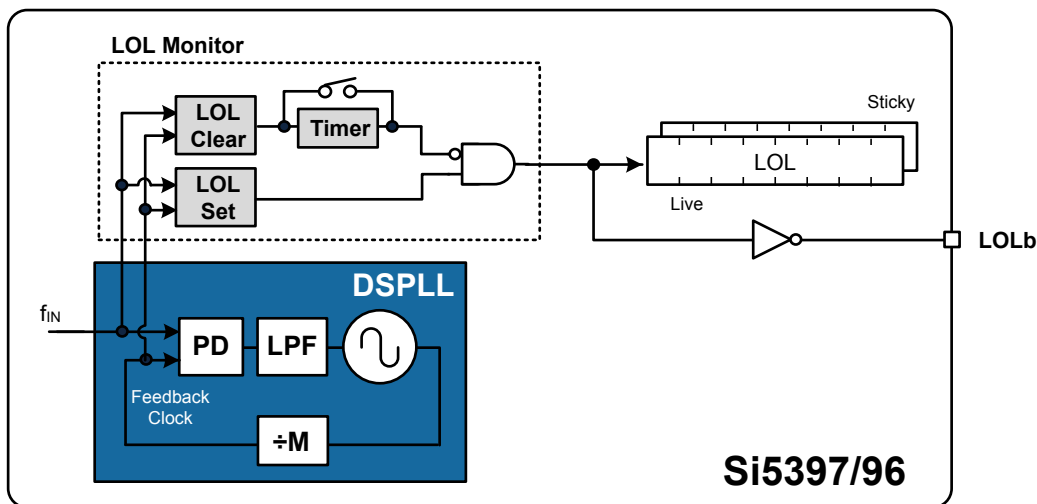 LOL Monitor
LOL
Clear
Timer
LOL
Set
Sticky
LOL
Live
LOLb
DSPLL
fIN
PD
LPF
Feedback
Clock
÷M
Si5397/96